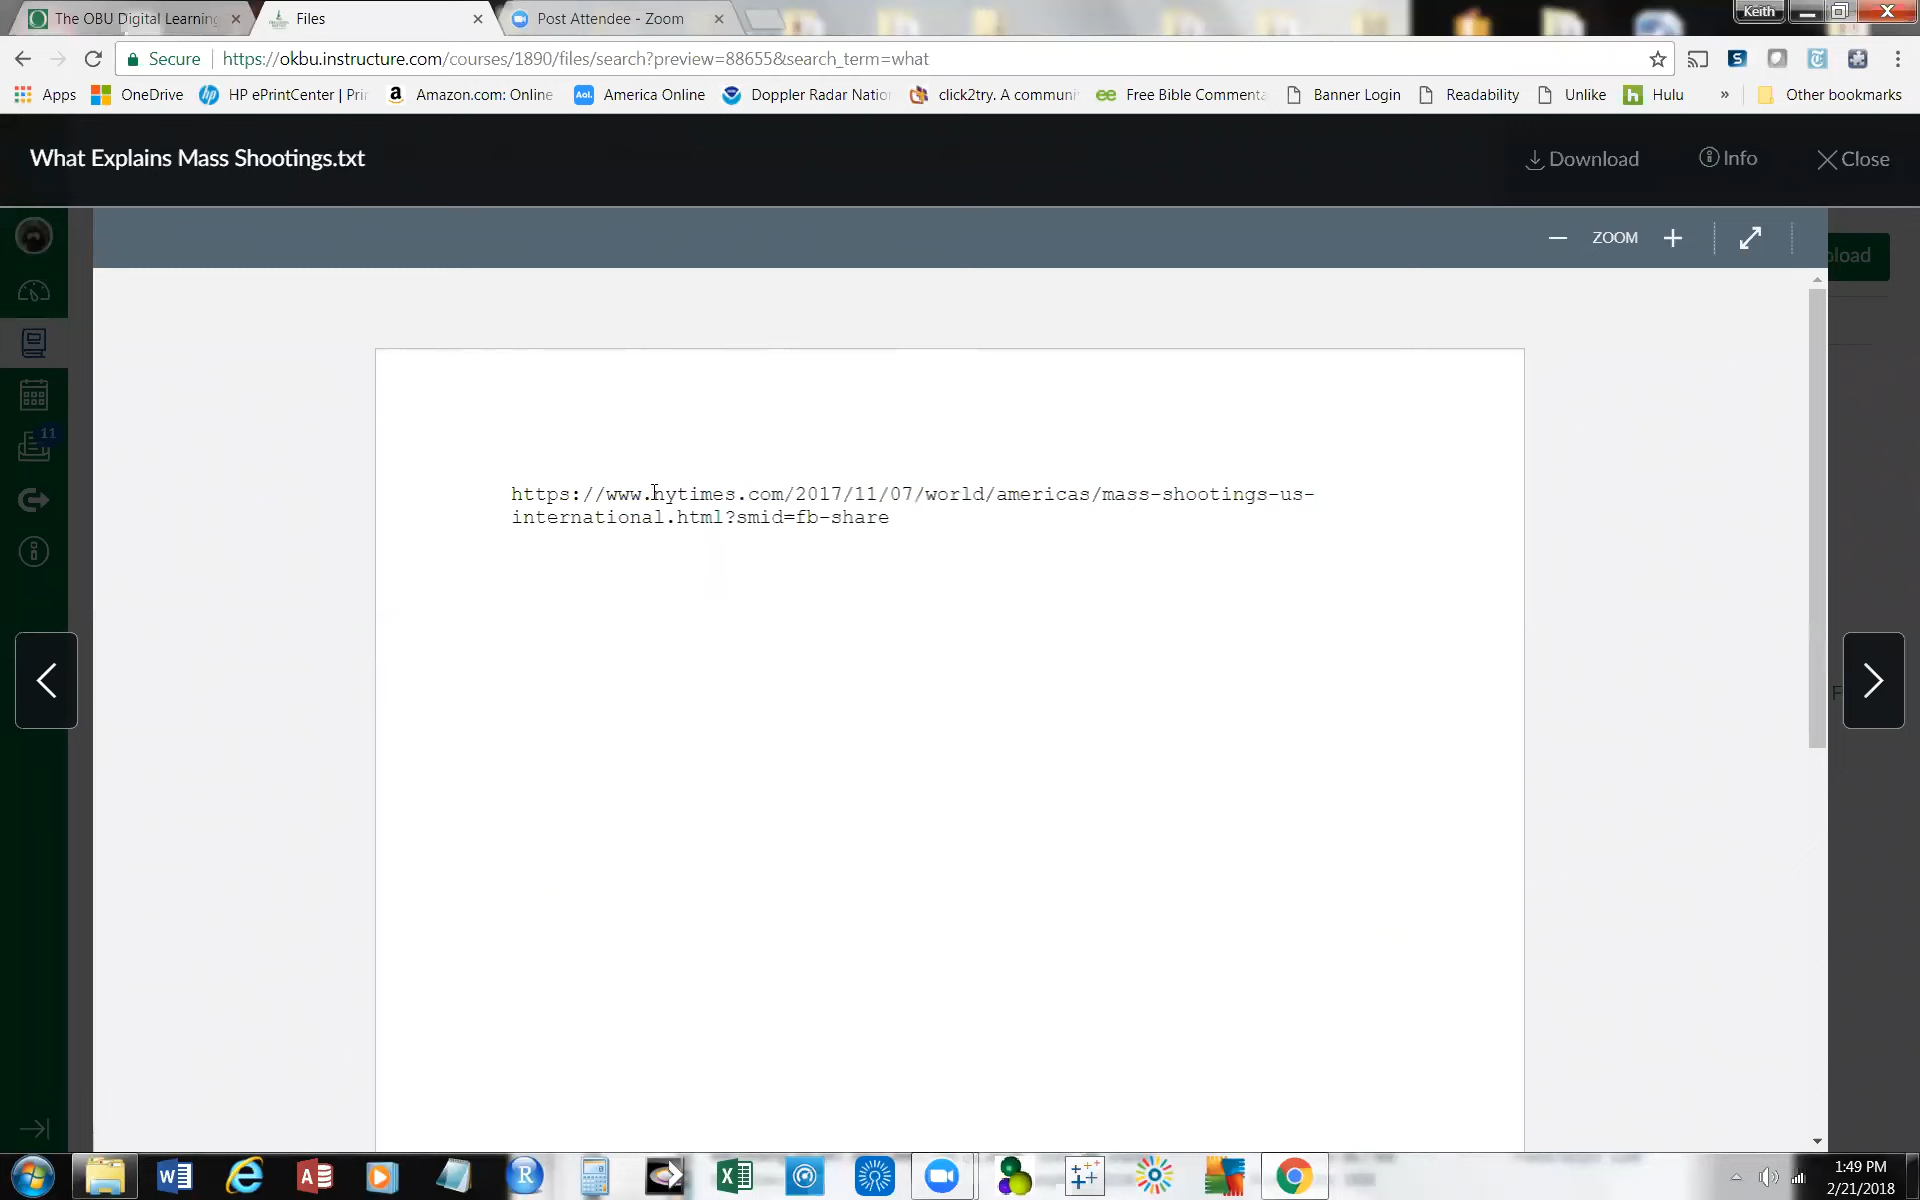 The OBU Digital Learning
Files
Post Attendee - Zoom
Keith
Secure
https://okbu.instructure.com/courses/1890/files/search?preview=88655&search_term=what
Apps
OneDrive
HP ePrintCenter | Pri
Amazon.com: Online
Aol.
America Online
Doppler Radar Natio
click2try. A communi
ee
Free Bible Commenta
Banner Login
Readability
Unlike
h
Hulu
»
Other bookmarks
What Explains Mass Shootings.txt
Download
Info
Close
ZOOM
load
11
https://www.nytimes.com/2017/11/07/world/americas/mass-shootings-us-
international.html?smid=fb-share
F
1:49 PM
2/21/2018